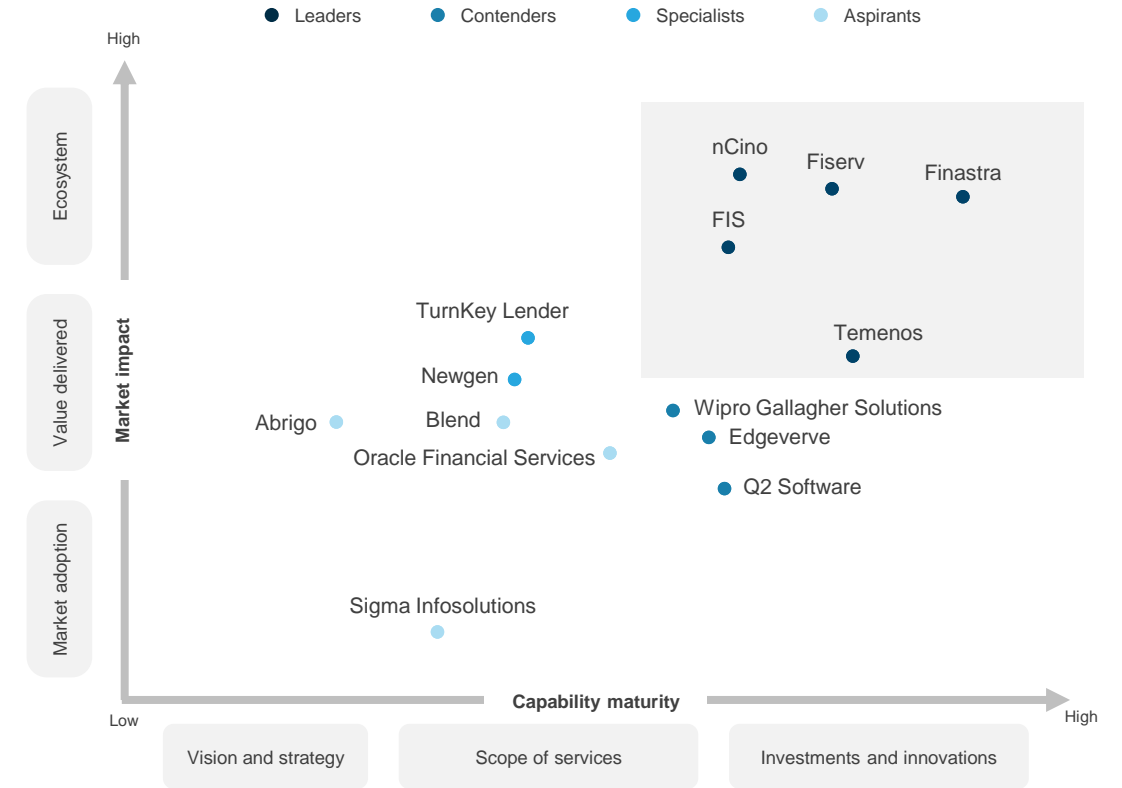 Leaders
Contenders
Specialists
Aspirants
High
Ecosystem
Value delivered
Market adoption
Market impact
nCino
Fiserv
Finastra
FIS
TurnKey Lender
Temenos
Newgen
Abrigo
Blend
Wipro Gallagher Solutions
Edgeverve
Oracle Financial Services
Q2 Software
Sigma Infosolutions
Low
Capability maturity
High
Vision and strategy
Scope of services
Investments and innovations